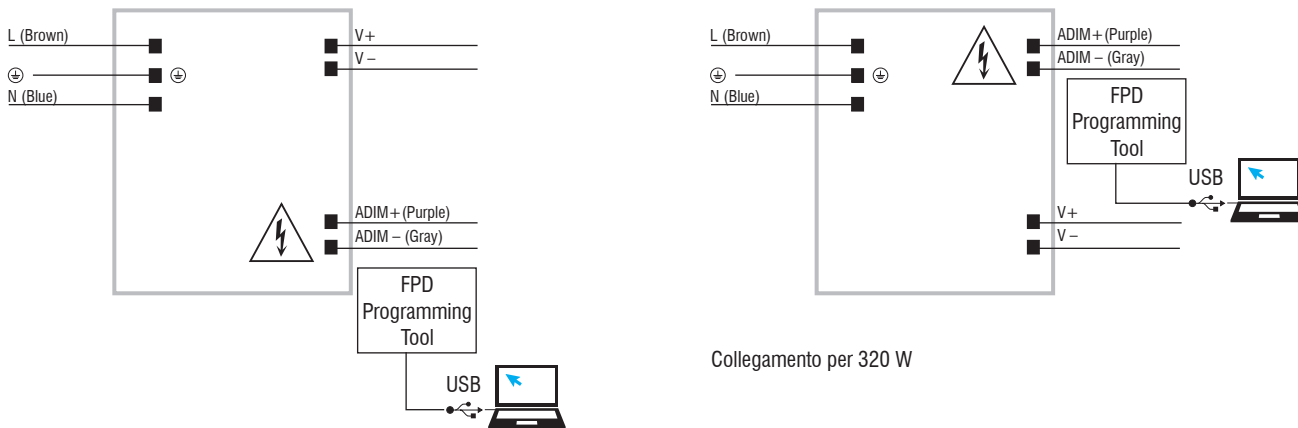 L (Brown)
N (Blue)
V+
V –
ADIM+ (Purple)
ADIM – (Gray)
FPD
Programming
Tool
USB
L (Brown)
N (Blue)
ADIM+ (Purple)
ADIM – (Gray)
FPD
Programming
Tool
USB
V+
V –
Collegamento per 320 W